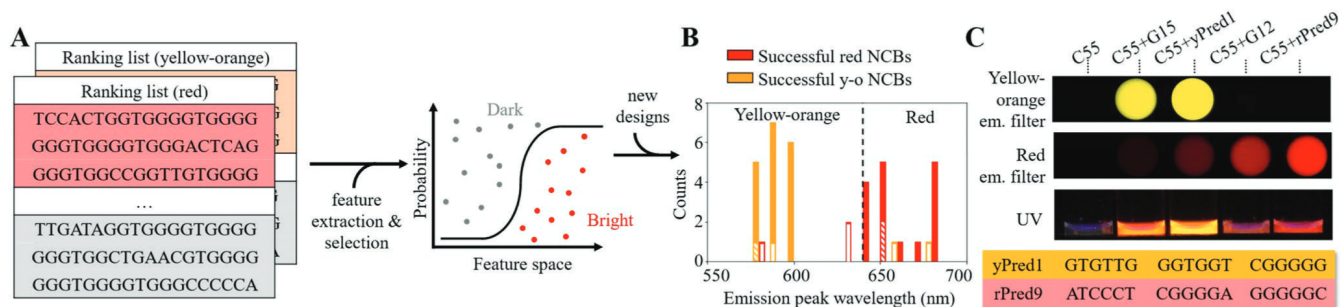 A
Ranking list (yellow-orange)
Ranking list (red)
TCCACTGGTGGGGTGGGG
GGGTGGGGTGGGACTCAG
GGGTGGCCGGTTGTGGGG
...
TTGATAGGTGGGGTGGGG
GGGTGGCTGAACGTGGGG
GGGTGGGGTGGGCCCCCA
feature
extraction &
selection
Probability
Dark
Bright
Feature space
new
designs
B
Successful red NCBs
Successful y-o NCBs
Yellow-orange
Red
Counts
8
6
4
2
0
550
600
650
700
Emission peak wavelength (nm)
C
C55
C55+G15
C55+yPred1
C55+G12
C55+rPred9
Yellow-
orange
em. filter
Red
em. filter
UV
yPred1 GTGTTG GGTGGT CGGGGG
rPred9 ATCCCT CGGGGA GGGGGC